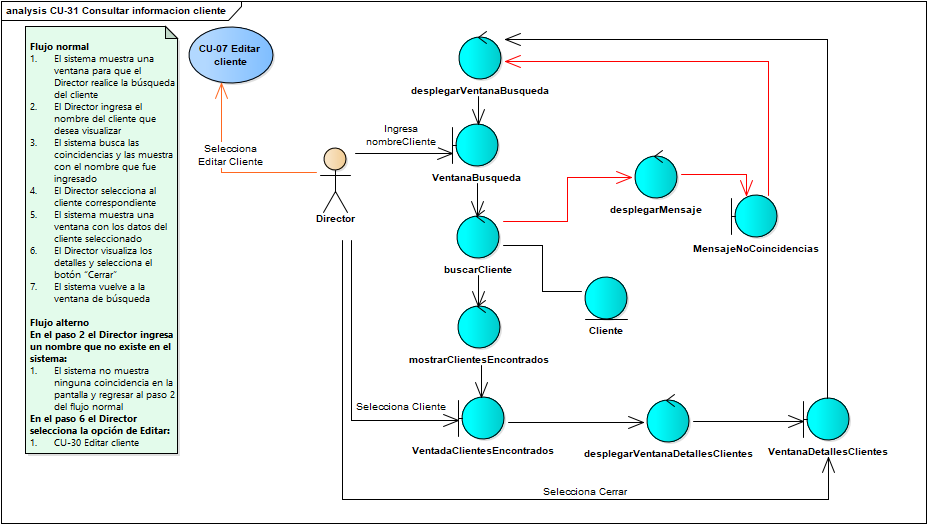 analysis CU-31 Consultar informacion cliente
Flujo normal
1. El sistema muestra una
ventana para que el
Director realice la búsqueda
del cliente
2. El Director ingresa el
nombre del cliente que
desea visualizar
3. El sistema busca las
coincidencias y las muestra
con el nombre que fue
ingresado
4. El Director selecciona al
cliente correspondiente
5. El sistema muestra una
ventana con los datos del
cliente seleccionado
6. El Director visualiza los
detalles y selecciona el
botón “Cerrar”
7. El sistema vuelve a la
ventana de búsqueda
Flujo alterno
En el paso 2 el Director ingresa
un nombre que no existe en el
sistema:
1. El sistema no muestra
ninguna coincidencia en la
pantalla y regresar al paso 2
del flujo normal
En el paso 6 el Director
selecciona la opción de Editar:
1. CU-30 Editar cliente
CU-07 Editar
cliente
Selecciona
Editar Cliente
Director
Ingresa
nombreCliente
desplegarVentanaBusqueda
VentanaBusqueda
desplegarMensaje
MensajeNoCoincidencias
buscarCliente
Cliente
mostrarClientesEncontrados
Selecciona Cliente
VentadaClientesEncontrados
desplegarVentanaDetallesClientes
VentanaDetallesClientes
Selecciona Cerrar